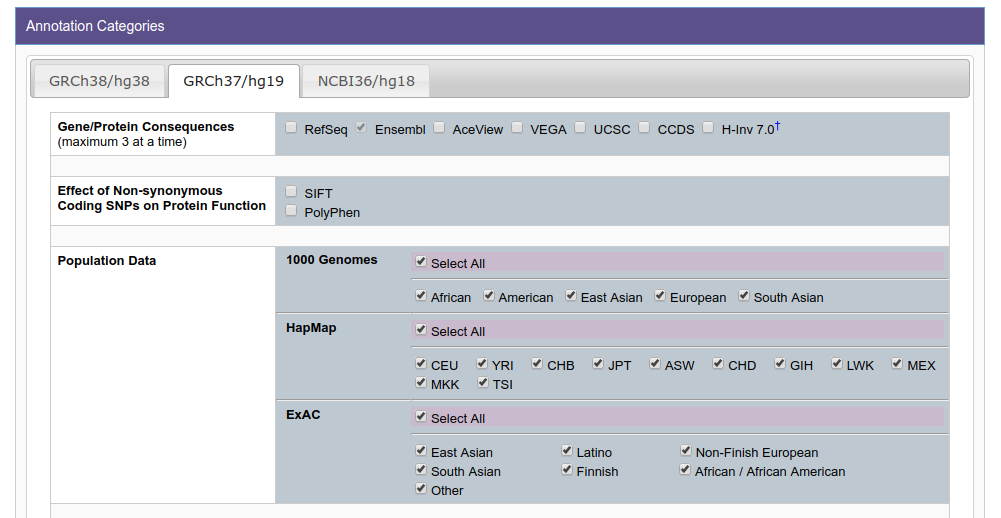 Annotation Categories
GRCh38/hg38 GRCh37/hg19 NCBI36/hg18
Gene/Protein Consequences
(maximum 3 at a time)
RefSeq Ensembl AceView VEGA UCSC CCDS H-Inv 7.0†
Effect of Non-synonymous
Coding SNPs on Protein Function
SIFT
PolyPhen
Population Data
1000 Genomes
Select All
African American East Asian European South Asian
HapMap
Select All
CEU YRI CHB JPT ASW CHD GIH LWK MEX
MKK TSI
ExAC
Select All
East Asian Latino Non-Finish European
South Asian Finnish African / African American
Other